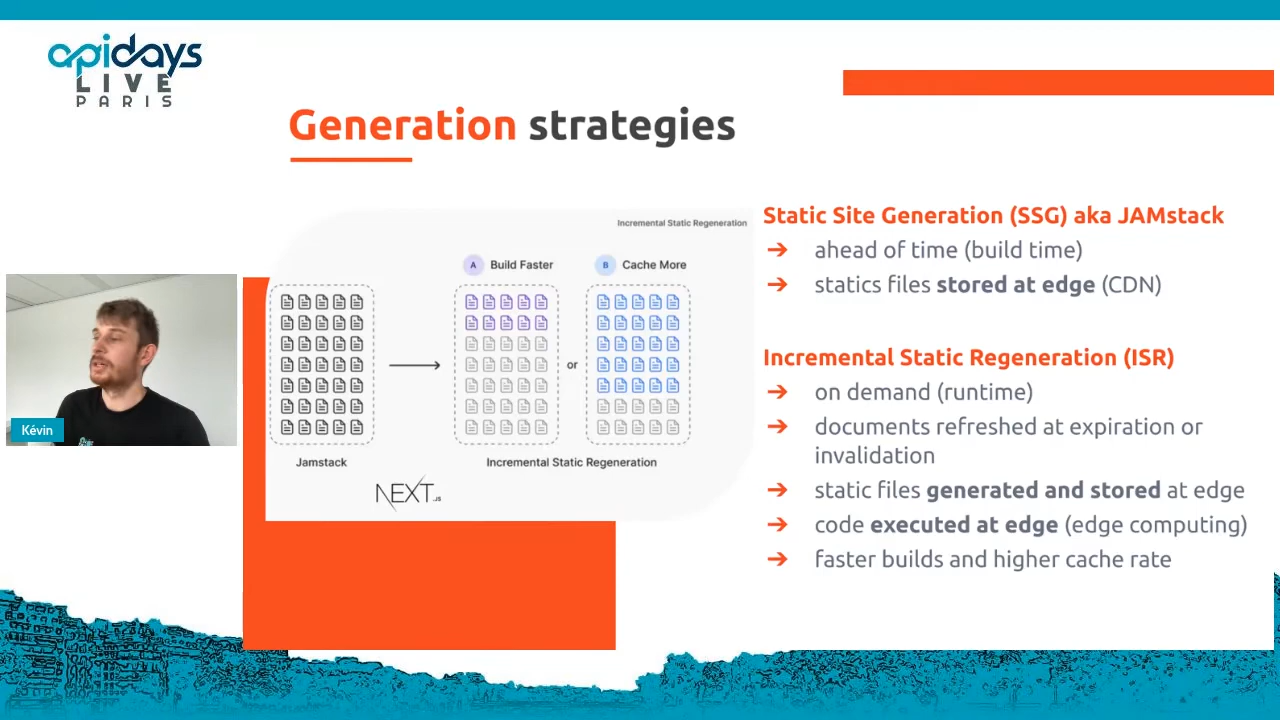 apidays
LIVE
PARIS
Generation strategies
Incremental Static Regeneration
A Build Faster
B Cache More
or
Jamstack
Incremental Static Regeneration
NEXT.JS
Static Site Generation (SSG) aka JAMstack
➔ ahead of time (build time)
➔ statics files stored at edge (CDN)
Incremental Static Regeneration (ISR)
➔ on demand (runtime)
➔ documents refreshed at expiration or
invalidation
➔ static files generated and stored at edge
➔ code executed at edge (edge computing)
➔ faster builds and higher cache rate
Kévin